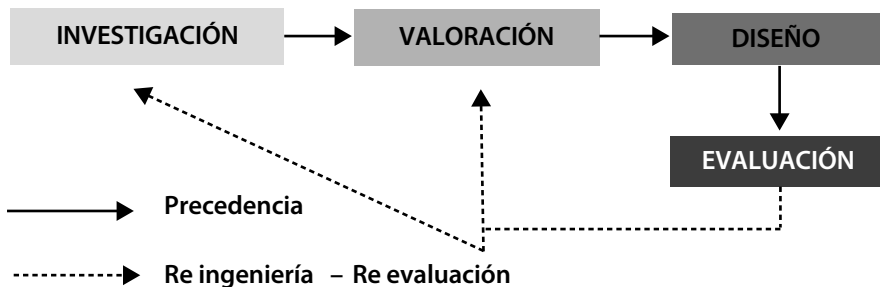 INVESTIGACIÓN
VALORACIÓN
DISEÑO
EVALUACIÓN
Precedencia
Re ingeniería – Re evaluación